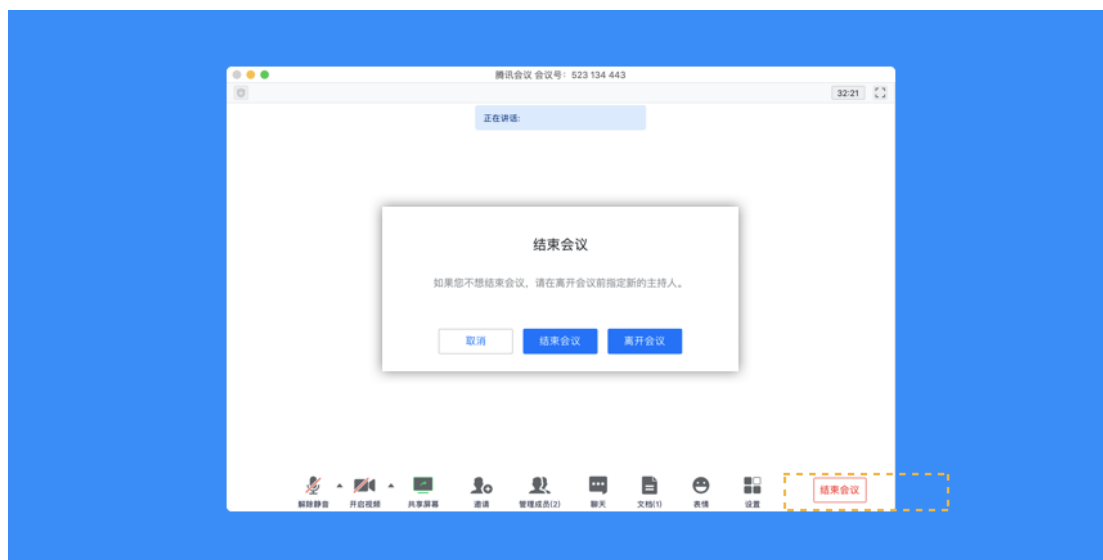 腾讯会议 会议号：523 134 443
32:21
正在讲话:
结束会议
如果您不想结束会议，请在离开会议前指定新的主持人。
取消 结束会议 离开会议
解除静音 开启视频 共享屏幕 邀请 管理成员(2) 聊天 文档(1) 表情 设置 结束会议